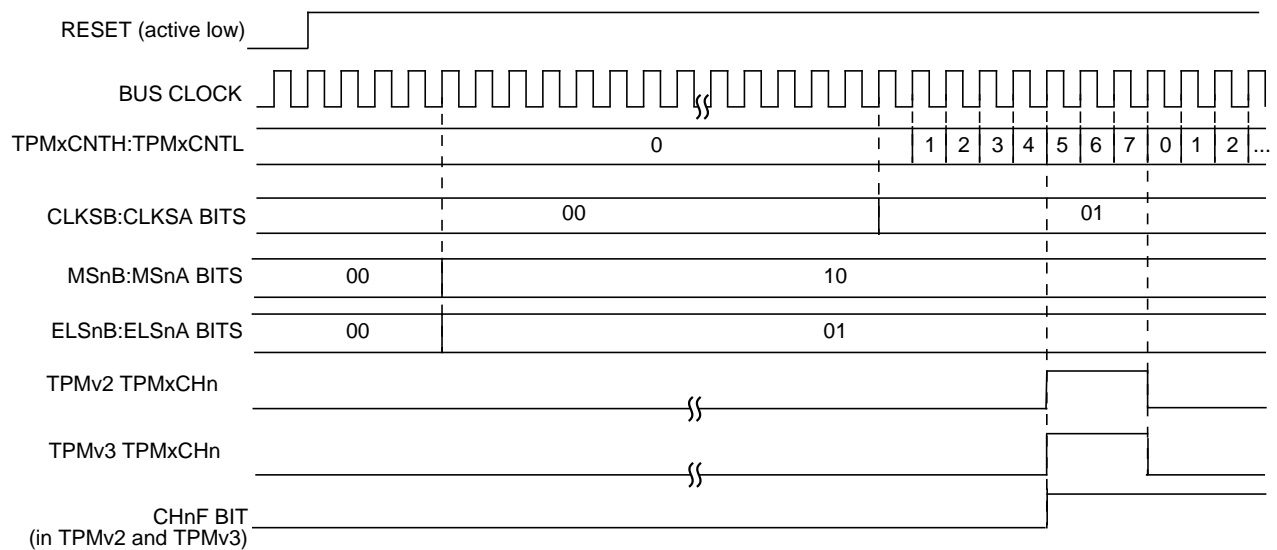 RESET (active low)
BUS CLOCK
TPMxCNTH:TPMxCNTL 0 1 2 3 4 5 6 7 0 1 2 ...
CLKSB:CLKSA BITS 00 01
MSnB:MSnA BITS 00 10
ELSnB:ELSnA BITS 00 01
TPMv2 TPMxCHn
TPMv3 TPMxCHn
CHnF BIT
(in TPMv2 and TPMv3)